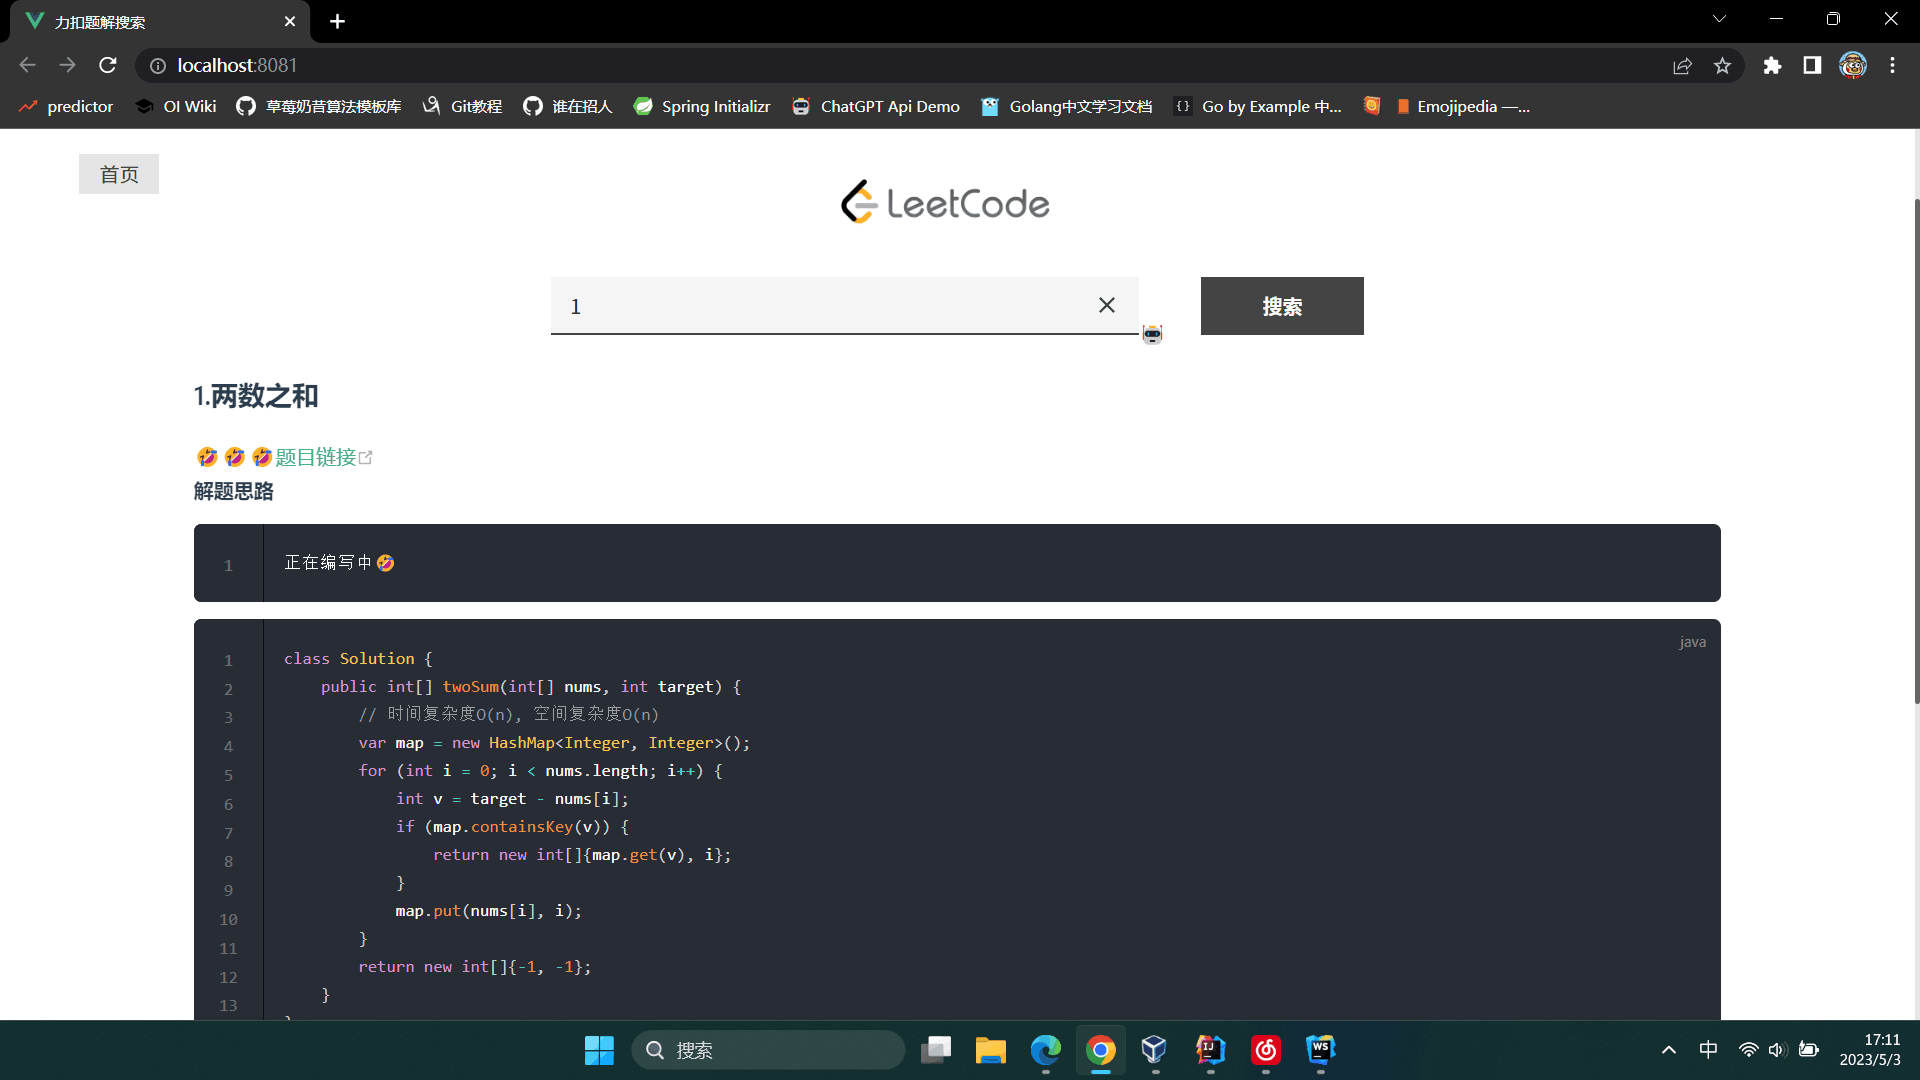 力扣题解搜索
localhost:8081
predictor OI Wiki 草莓奶昔算法模板库 Git教程 谁在招人 Spring Initializr ChatGPT Api Demo Golang中文学习文档 Go by Example 中... Emojipedia —...
首页
LeetCode
1
搜索
1.两数之和
🤣 🤣 🤣题目链接
解题思路
1 正在编写中🤣
java
1 class Solution {
2     public int[] twoSum(int[] nums, int target) {
3         // 时间复杂度O(n), 空间复杂度O(n)
4         var map = new HashMap<Integer, Integer>();
5         for (int i = 0; i < nums.length; i++) {
6             int v = target - nums[i];
7             if (map.containsKey(v)) {
8                 return new int[]{map.get(v), i};
9             }
10             map.put(nums[i], i);
11         }
12         return new int[]{-1, -1};
13     }
搜索
IJ
WS
中
17:11
2023/5/3